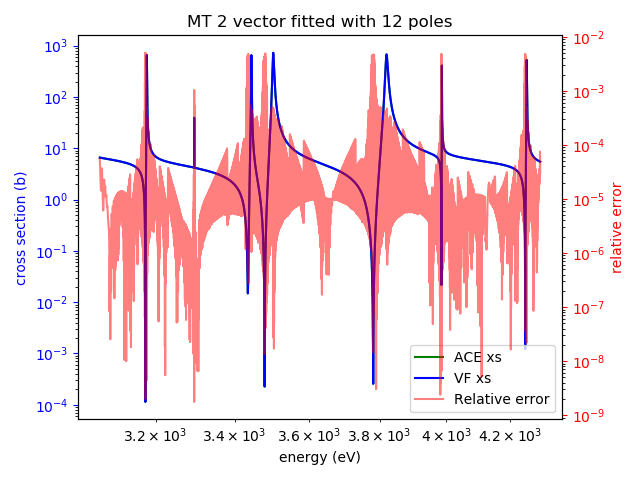 MT 2 vector fitted with 12 poles
10³
10²
10¹
10⁰
10⁻¹
10⁻²
10⁻³
10⁻⁴
cross section (b)
10⁻²
10⁻³
10⁻⁴
10⁻⁵
10⁻⁶
10⁻⁷
10⁻⁸
10⁻⁹
relative error
ACE xs
VF xs
Relative error
3.2 × 10³ 3.4 × 10³ 3.6 × 10³ 3.8 × 10³ 4 × 10³ 4.2 × 10³
energy (eV)